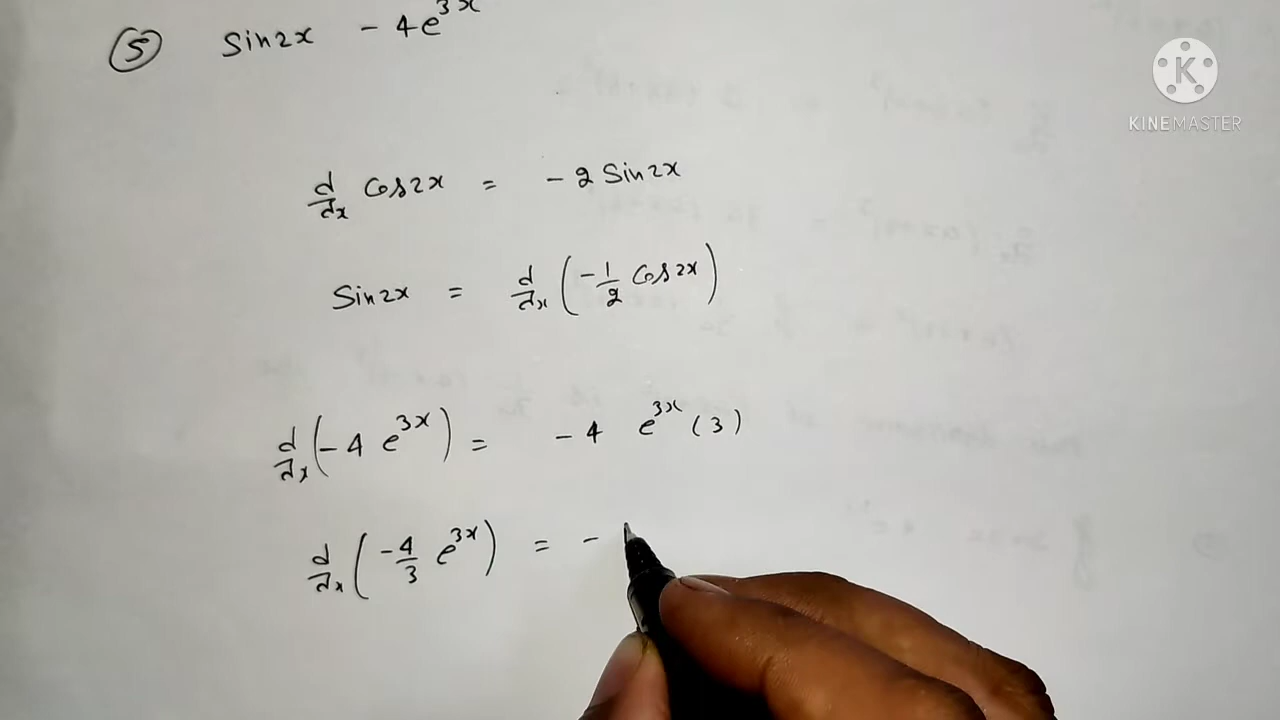 ⑤ Sin2x - 4e^3x
K
KINEMASTER
d/dx Cos2x = - 2 Sin2x
Sin2x = d/dx (-1/2 Cos2x)
d/dx (-4 e^3x) = - 4 e^3x (3)
d/dx (-4/3 e^3x) = -